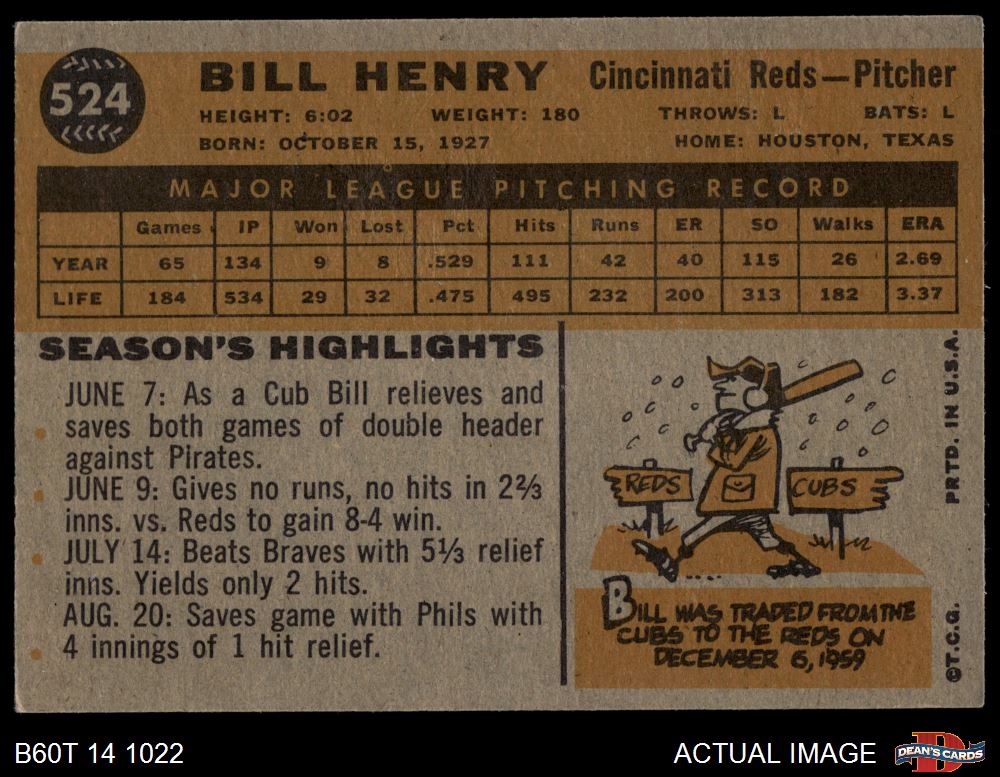 524
BILL HENRY Cincinnati Reds—Pitcher
HEIGHT: 6:02 WEIGHT: 180 THROWS: L BATS: L
BORN: OCTOBER 15, 1927 HOME: HOUSTON, TEXAS
MAJOR LEAGUE PITCHING RECORD
Games IP Won Lost Pct Hits Runs ER SO Walks ERA
YEAR 65 134 9 8 .529 111 42 40 115 26 2.69
LIFE 184 534 29 32 .475 495 232 200 313 182 3.37
SEASON'S HIGHLIGHTS
JUNE 7: As a Cub Bill relieves and
saves both games of double header
against Pirates.
JUNE 9: Gives no runs, no hits in 2⅔
inns. vs. Reds to gain 8-4 win.
JULY 14: Beats Braves with 5⅓ relief
inns. Yields only 2 hits.
AUG. 20: Saves game with Phils with
4 innings of 1 hit relief.
REDS
CUBS
BILL WAS TRADED FROM THE
CUBS TO THE REDS ON
DECEMBER 6, 1959
©T.C.G. PRTD. IN U.S.A.
B60T 14 1022 ACTUAL IMAGE
DEAN'S CARDS